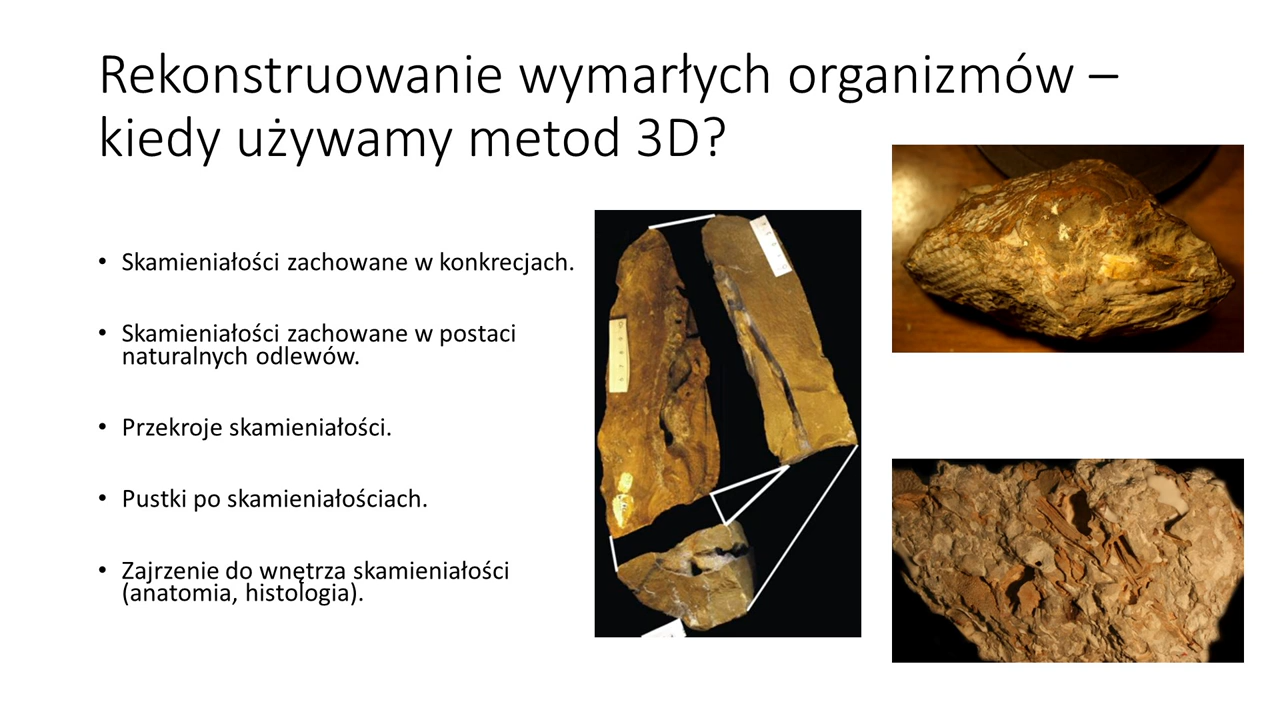 Rekonstruowanie wymarłych organizmów –
kiedy używamy metod 3D?
• Skamieniałości zachowane w konkrecjach.
• Skamieniałości zachowane w postaci
naturalnych odlewów.
• Przekroje skamieniałości.
• Pustki po skamieniałościach.
• Zajrzenie do wnętrza skamieniałości
(anatomia, histologia).